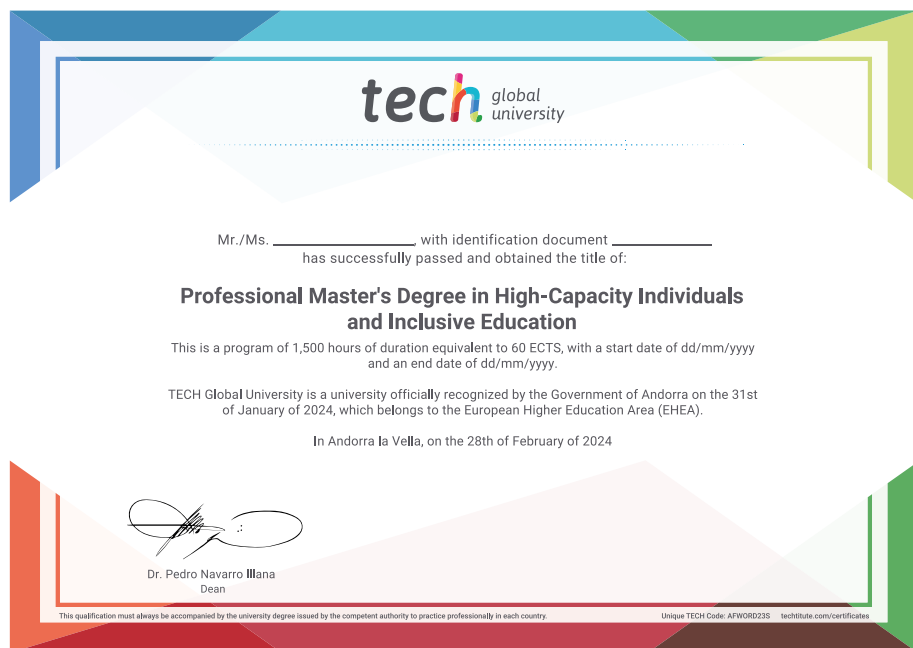 tech global
university
Mr./Ms. ____________, with identification document ____________
has successfully passed and obtained the title of:
Professional Master's Degree in High-Capacity Individuals
and Inclusive Education
This is a program of 1,500 hours of duration equivalent to 60 ECTS, with a start date of dd/mm/yyyy
and an end date of dd/mm/yyyy.
TECH Global University is a university officially recognized by the Government of Andorra on the 31st
of January of 2024, which belongs to the European Higher Education Area (EHEA).
In Andorra la Vella, on the 28th of February of 2024
Dr. Pedro Navarro Illana
Dean
This qualification must always be accompanied by the university degree issued by the competent authority to practice professionally in each country.
Unique TECH Code: AFWORD23S techtitute.com/certificates